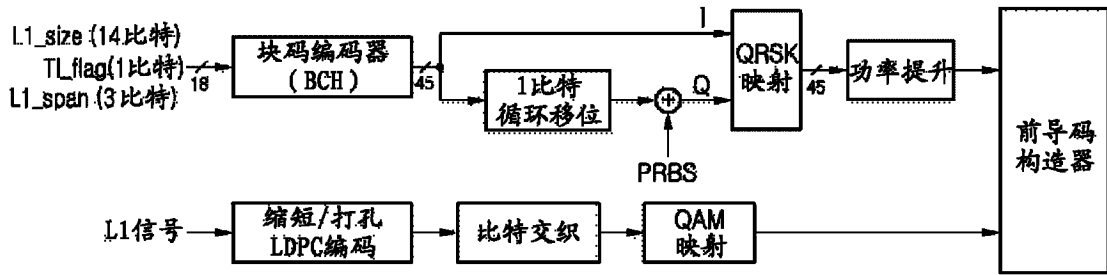 L1_size (14比特)
TI_flag(1比特)
L1_span (3比特)
18
块码编码器
(BCH)
45
I
1比特
循环移位
Q
PRBS
QRSK
映射
45
功率提升
前导码
构造器
L1信号
缩短/打孔
LDPC编码
比特交织
QAM
映射